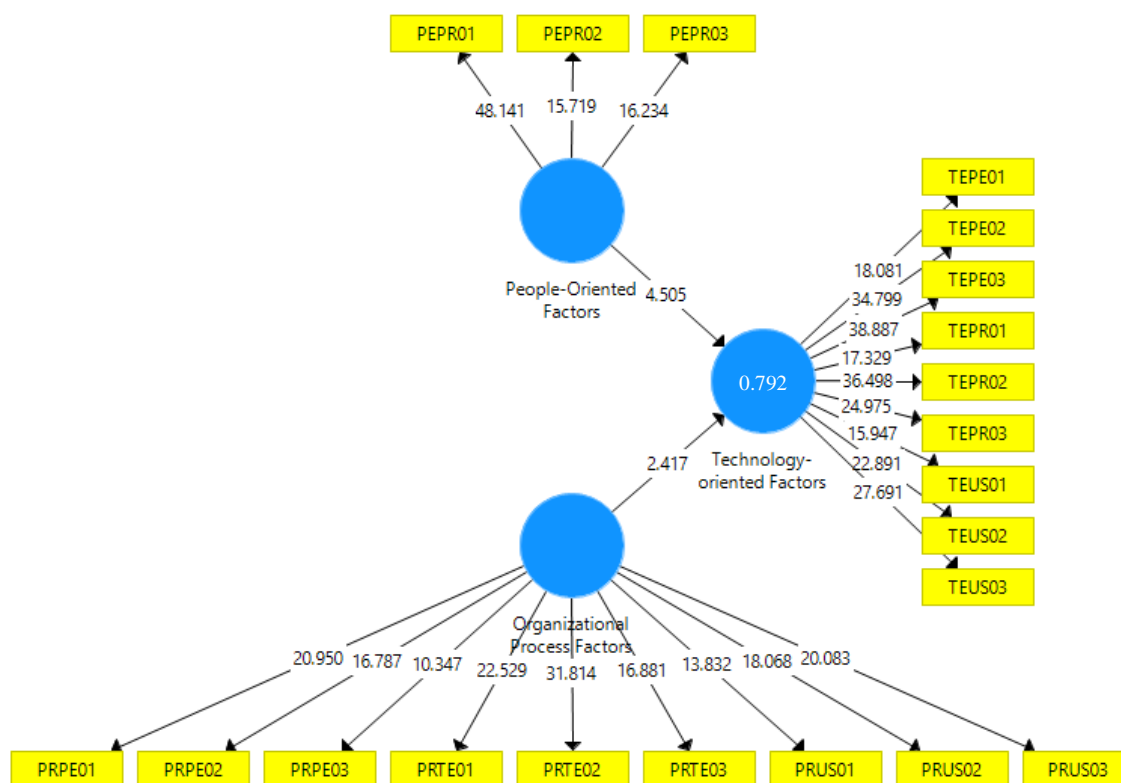 PEPR01
PEPR02
PEPR03
48.141
15.719
16.234
People-Oriented
Factors
4.505
TEPE01
TEPE02
TEPE03
TEPR01
TEPR02
TEPR03
TEUS01
TEUS02
TEUS03
18.081
34.799
38.887
17.329
36.498
24.975
15.947
22.891
27.691
0.792
Technology-
oriented Factors
2.417
Organizational
Process Factors
20.950
16.787
10.347
22.529
31.814
16.881
13.832
18.068
20.083
PRPE01
PRPE02
PRPE03
PRTE01
PRTE02
PRTE03
PRUS01
PRUS02
PRUS03